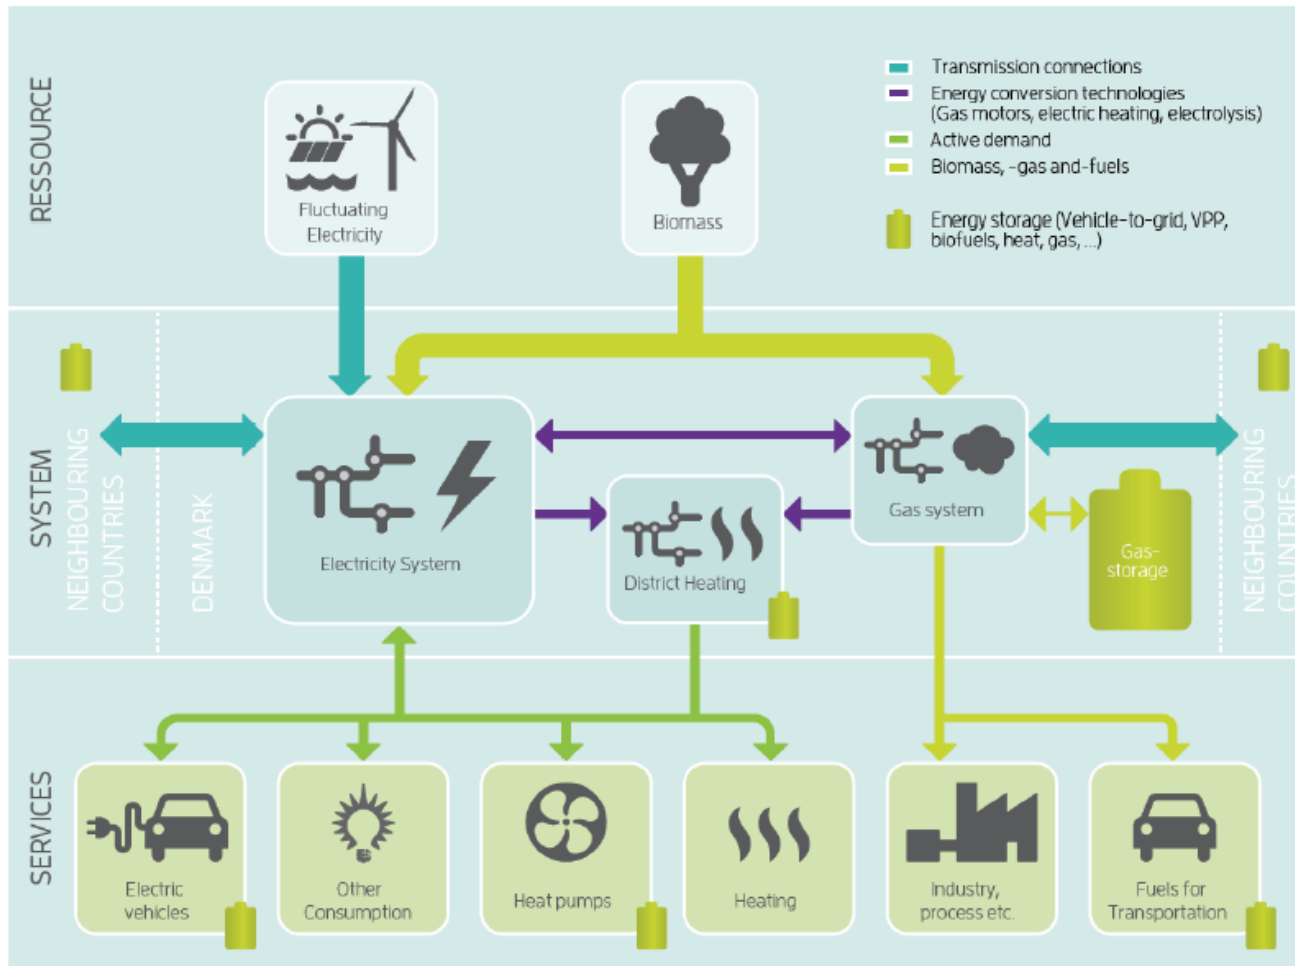 RESSOURCE
Fluctuating
Electricity
Biomass
Transmission connections
Energy conversion technologies
(Gas motors, electric heating, electrolysis)
Active demand
Biomass, -gas and-fuels
Energy storage (Vehicle-to-grid, VPP,
biofuels, heat, gas, ...)
SYSTEM
NEIGHBOURING
COUNTRIES
DENMARK
Electricity System
District Heating
Gas system
Gas-
storage
NEIGHBOURING
COUNTRIES
SERVICES
Electric
vehicles
Other
Consumption
Heat pumps
Heating
Industry,
process etc.
Fuels for
Transportation